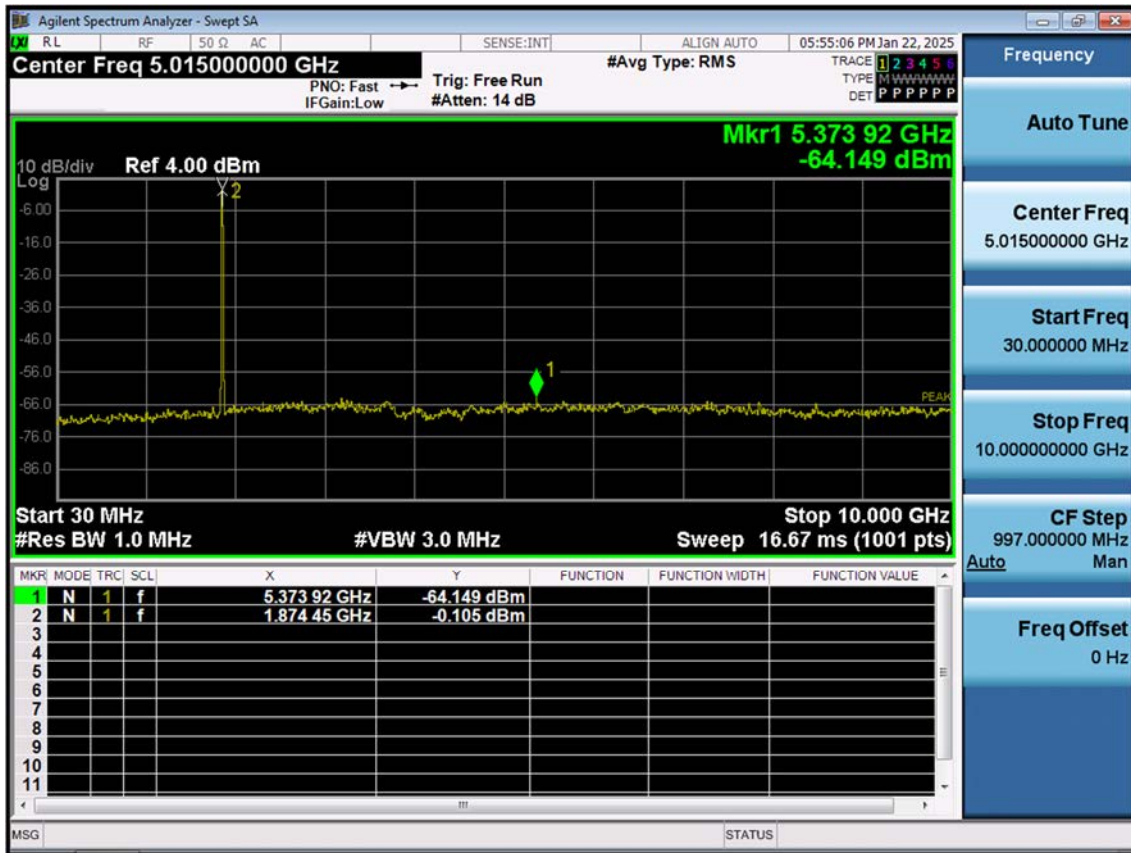 Agilent Spectrum Analyzer - Swept SA
LXI RL RF 50 Ω AC SENSE:INT ALIGN AUTO 05:55:06 PM Jan 22, 2025
Center Freq 5.015000000 GHz
PNO: Fast
IFGain:Low
Trig: Free Run
#Atten: 14 dB
#Avg Type: RMS
TRACE 1 2 3 4 5 6
TYPE M WWWWW
DET P P P P P P
Mkr1 5.373 92 GHz
-64.149 dBm
10 dB/div Ref 4.00 dBm
Log
2
-6.00
-16.0
-26.0
-36.0
-46.0
-56.0
1
-66.0
PEAK
-76.0
-86.0
Start 30 MHz Stop 10.000 GHz
#Res BW 1.0 MHz #VBW 3.0 MHz Sweep 16.67 ms (1001 pts)
MKR MODE TRC SCL X Y FUNCTION FUNCTION WIDTH FUNCTION VALUE
1 N 1 f 5.373 92 GHz -64.149 dBm
2 N 1 f 1.874 45 GHz -0.105 dBm
3
4
5
6
7
8
9
10
11
MSG STATUS
Frequency
Auto Tune
Center Freq
5.015000000 GHz
Start Freq
30.000000 MHz
Stop Freq
10.000000000 GHz
CF Step
997.000000 MHz
Auto Man
Freq Offset
0 Hz